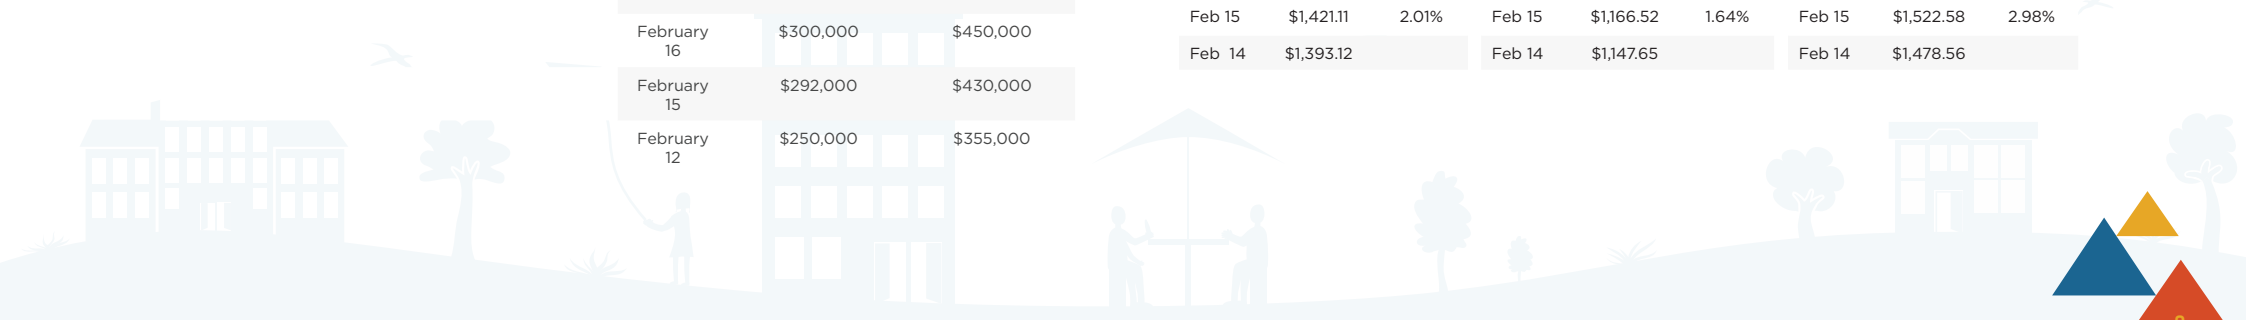 February $300,000 $450,000
16
February $292,000 $430,000
15
February $250,000 $355,000
12
Feb 15 $1,421.11 2.01% Feb 15 $1,166.52 1.64% Feb 15 $1,522.58 2.98%
Feb 14 $1,393.12 Feb 14 $1,147.65 Feb 14 $1,478.56